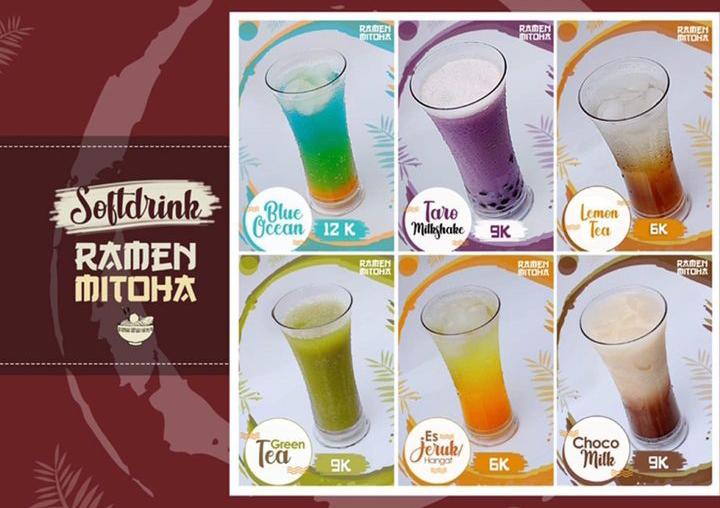 Softdrink
RAMEN
MITOHA
RAMEN
MITOHA
Blue
Ocean
12 K
RAMEN
MITOHA
Taro
Milkshake
9K
RAMEN
MITOHA
Lemon
Tea
6K
RAMEN
MITOHA
Green
Tea
9K
RAMEN
MITOHA
Es
Jeruk/
Hangat
6K
RAMEN
MITOHA
Choco
Milk
9K